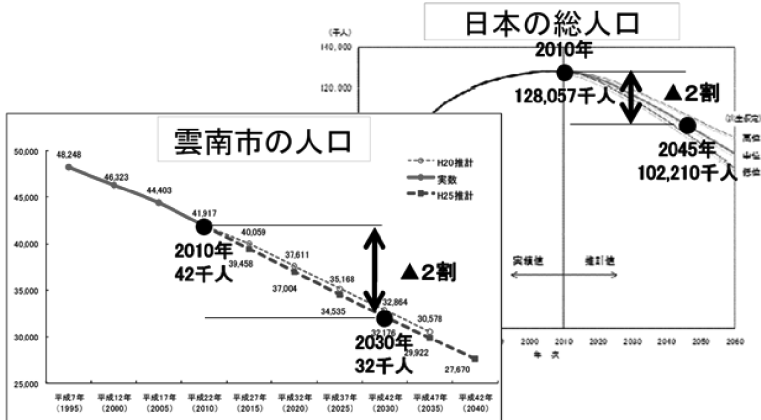 日本の総人口
(千人)
140,000
120,000
2010年
128,057千人
▲2割
2045年
102,210千人
高位
中位
低位
実績値
推計値
2000
2010
2020
2030
2040
2050
2060
年 次
雲南市の人口
50,000
45,000
40,000
35,000
30,000
25,000
H20推計
実数
H25推計
48,248
46,323
44,403
41,917
40,059
37,611
35,168
32,864
30,578
39,458
37,004
34,535
32,176
29,922
27,670
2010年
42千人
▲2割
2030年
32千人
平成7年
(1995)
平成12年
(2000)
平成17年
(2005)
平成22年
(2010)
平成27年
(2015)
平成32年
(2020)
平成37年
(2025)
平成42年
(2030)
平成47年
(2035)
平成42年
(2040)